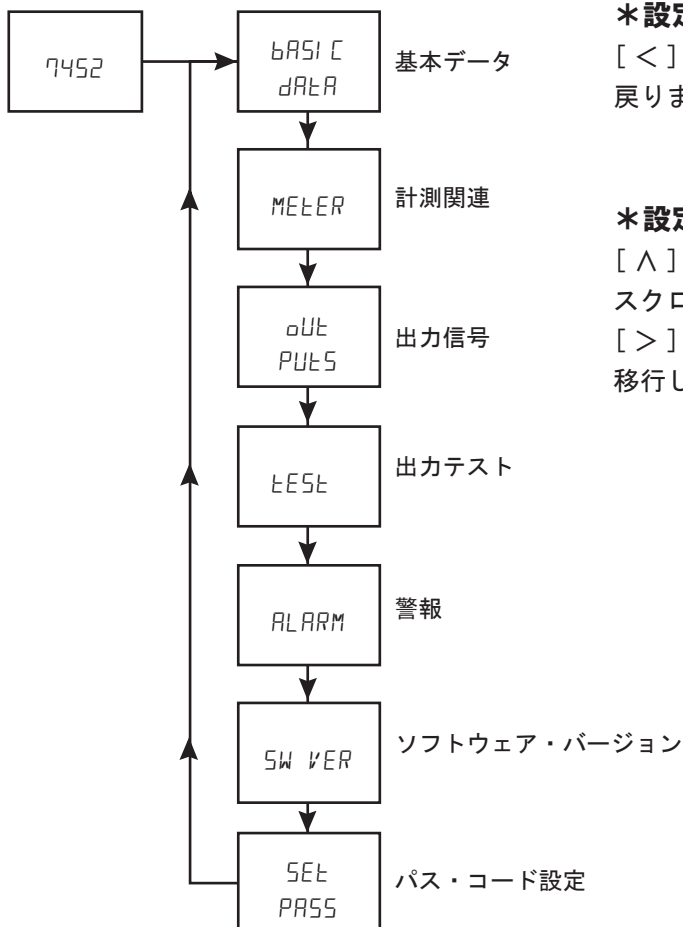 7452
bASIC
dAtA
基本データ
METER
計測関連
oUt
PUtS
出力信号
tESt
出力テスト
ALARM
警報
SW VER
ソフトウェア・バージョン
SEt
PASS
パス・コード設定
＊設定
[ ＜ ]
戻りま
＊設定
[ ∧ ]
スクロ
[ ＞ ]
移行し